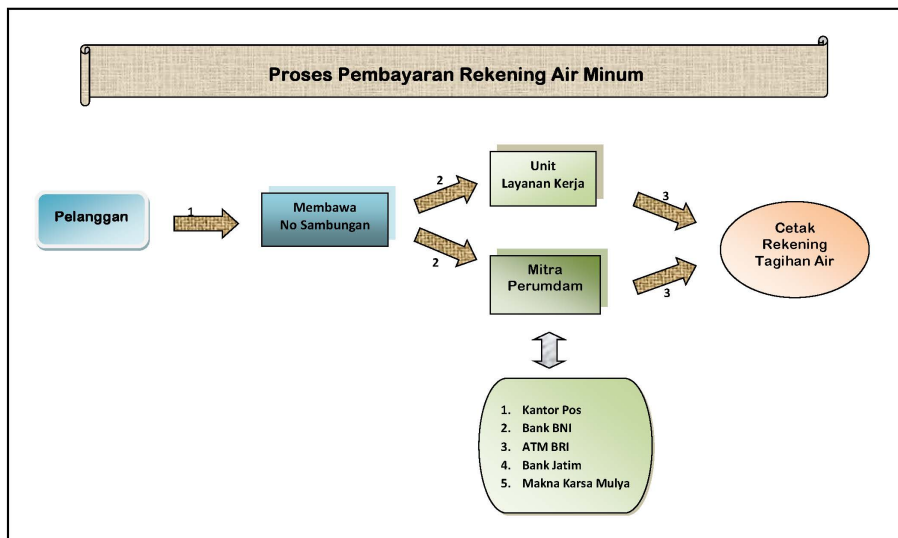 Proses Pembayaran Rekening Air Minum
Pelanggan
1
Membawa
No Sambungan
2
2
Unit
Layanan Kerja
Mitra
Perumdam
3
3
Cetak
Rekening
Tagihan Air
1. Kantor Pos
2. Bank BNI
3. ATM BRI
4. Bank Jatim
5. Makna Karsa Mulya